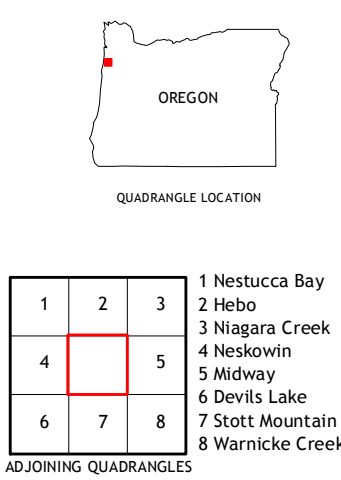 OREGON
QUADRANGLE LOCATION
1 2 3
4 5
6 7 8
1 Nestucca Bay
2 Hebo
3 Niagara Creek
4 Neskowin
5 Midway
6 Devils Lake
7 Stott Mountain
8 Warnicke Creek
ADJOINING QUADRANGLES